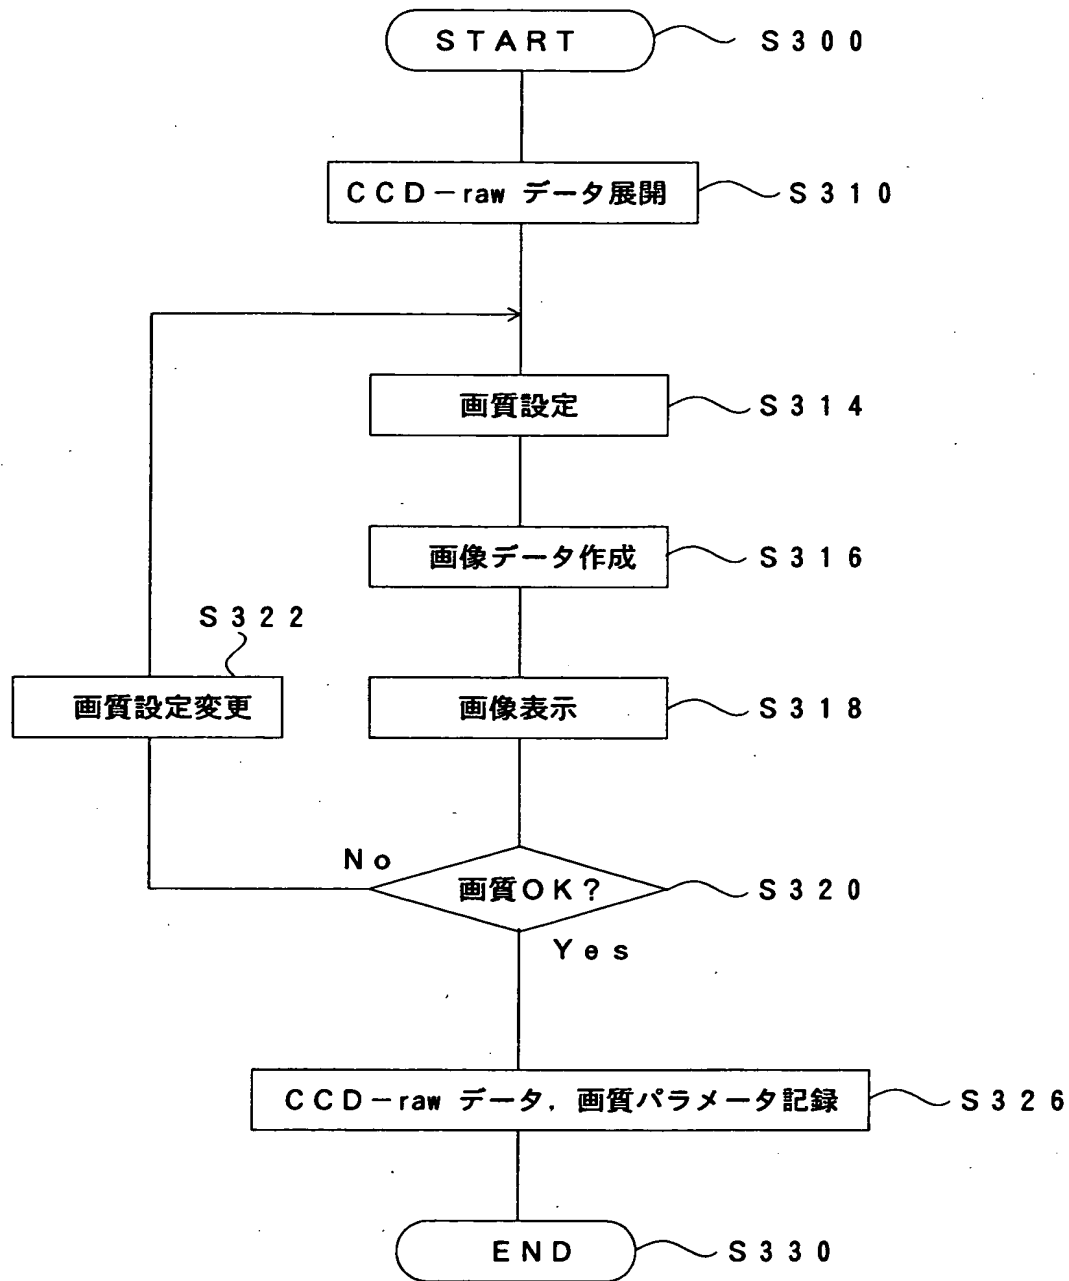 START S300
CCD-raw データ展開 S310
画質設定 S314
画像データ作成 S316
S322
画質設定変更
画像表示 S318
No
画質OK? S320
Yes
CCD-raw データ, 画質パラメータ記録 S326
END S330